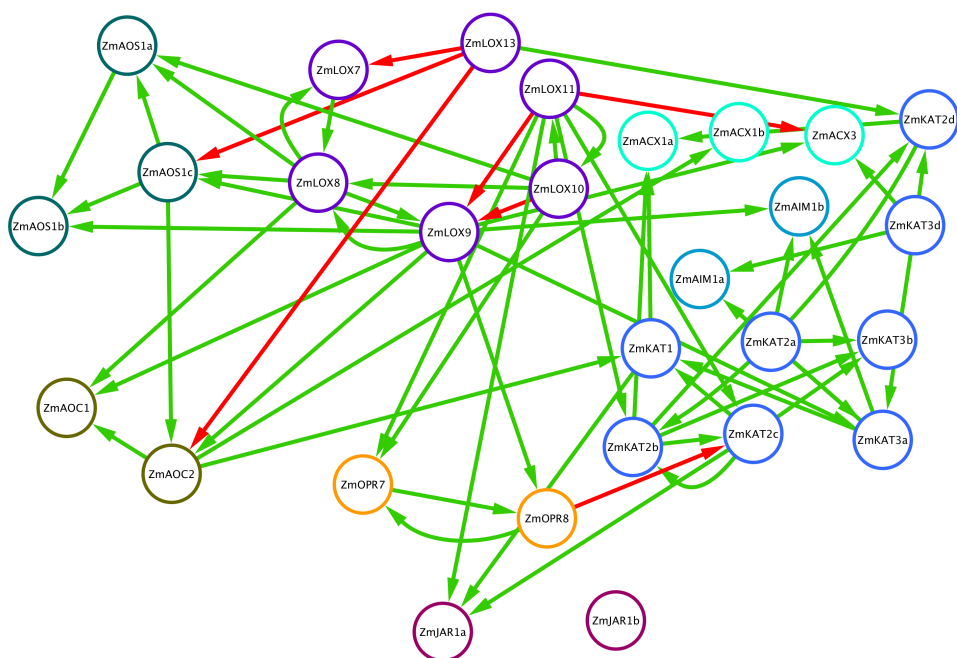 ZmLOX13
ZmAOS1a
ZmLOX7
ZmLOX11
ZmKAT2d
ZmACX1b
ZmACX3
ZmACX1a
ZmAOS1c
ZmLOX8
ZmLOX10
ZmAIM1b
ZmAOS1b
ZmLOX9
ZmKAT3d
ZmAIM1a
ZmKAT1
ZmKAT2a
ZmKAT3b
ZmAOC1
ZmKAT2c
ZmKAT3a
ZmKAT2b
ZmAOC2
ZmOPR7
ZmOPR8
ZmJAR1b
ZmJAR1a